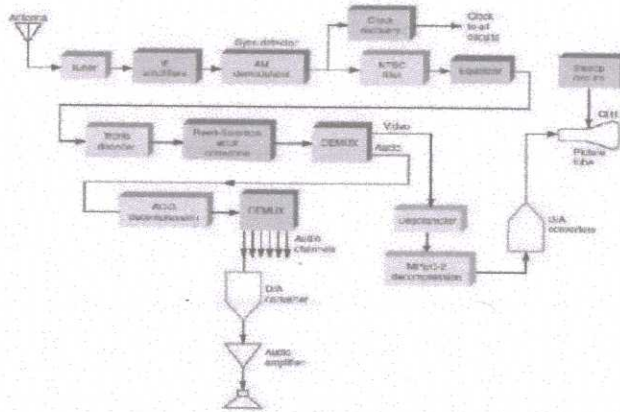 Antenna
Tuner
IF
amplifiers
Sync detector
AM
demodulator
Clock
recovery
Clock
to all
circuits
NTSC
filter
Equalizer
Sweep
circuits
CRT
Picture
tube
Trellis
decoder
Reed-Solomon
error
correction
DEMUX
Video
Audio
AC-3
decompression
DEMUX
Audio
channels
D/A
converter
Audio
amplifier
MPEG-2
decompression
D/A
converters